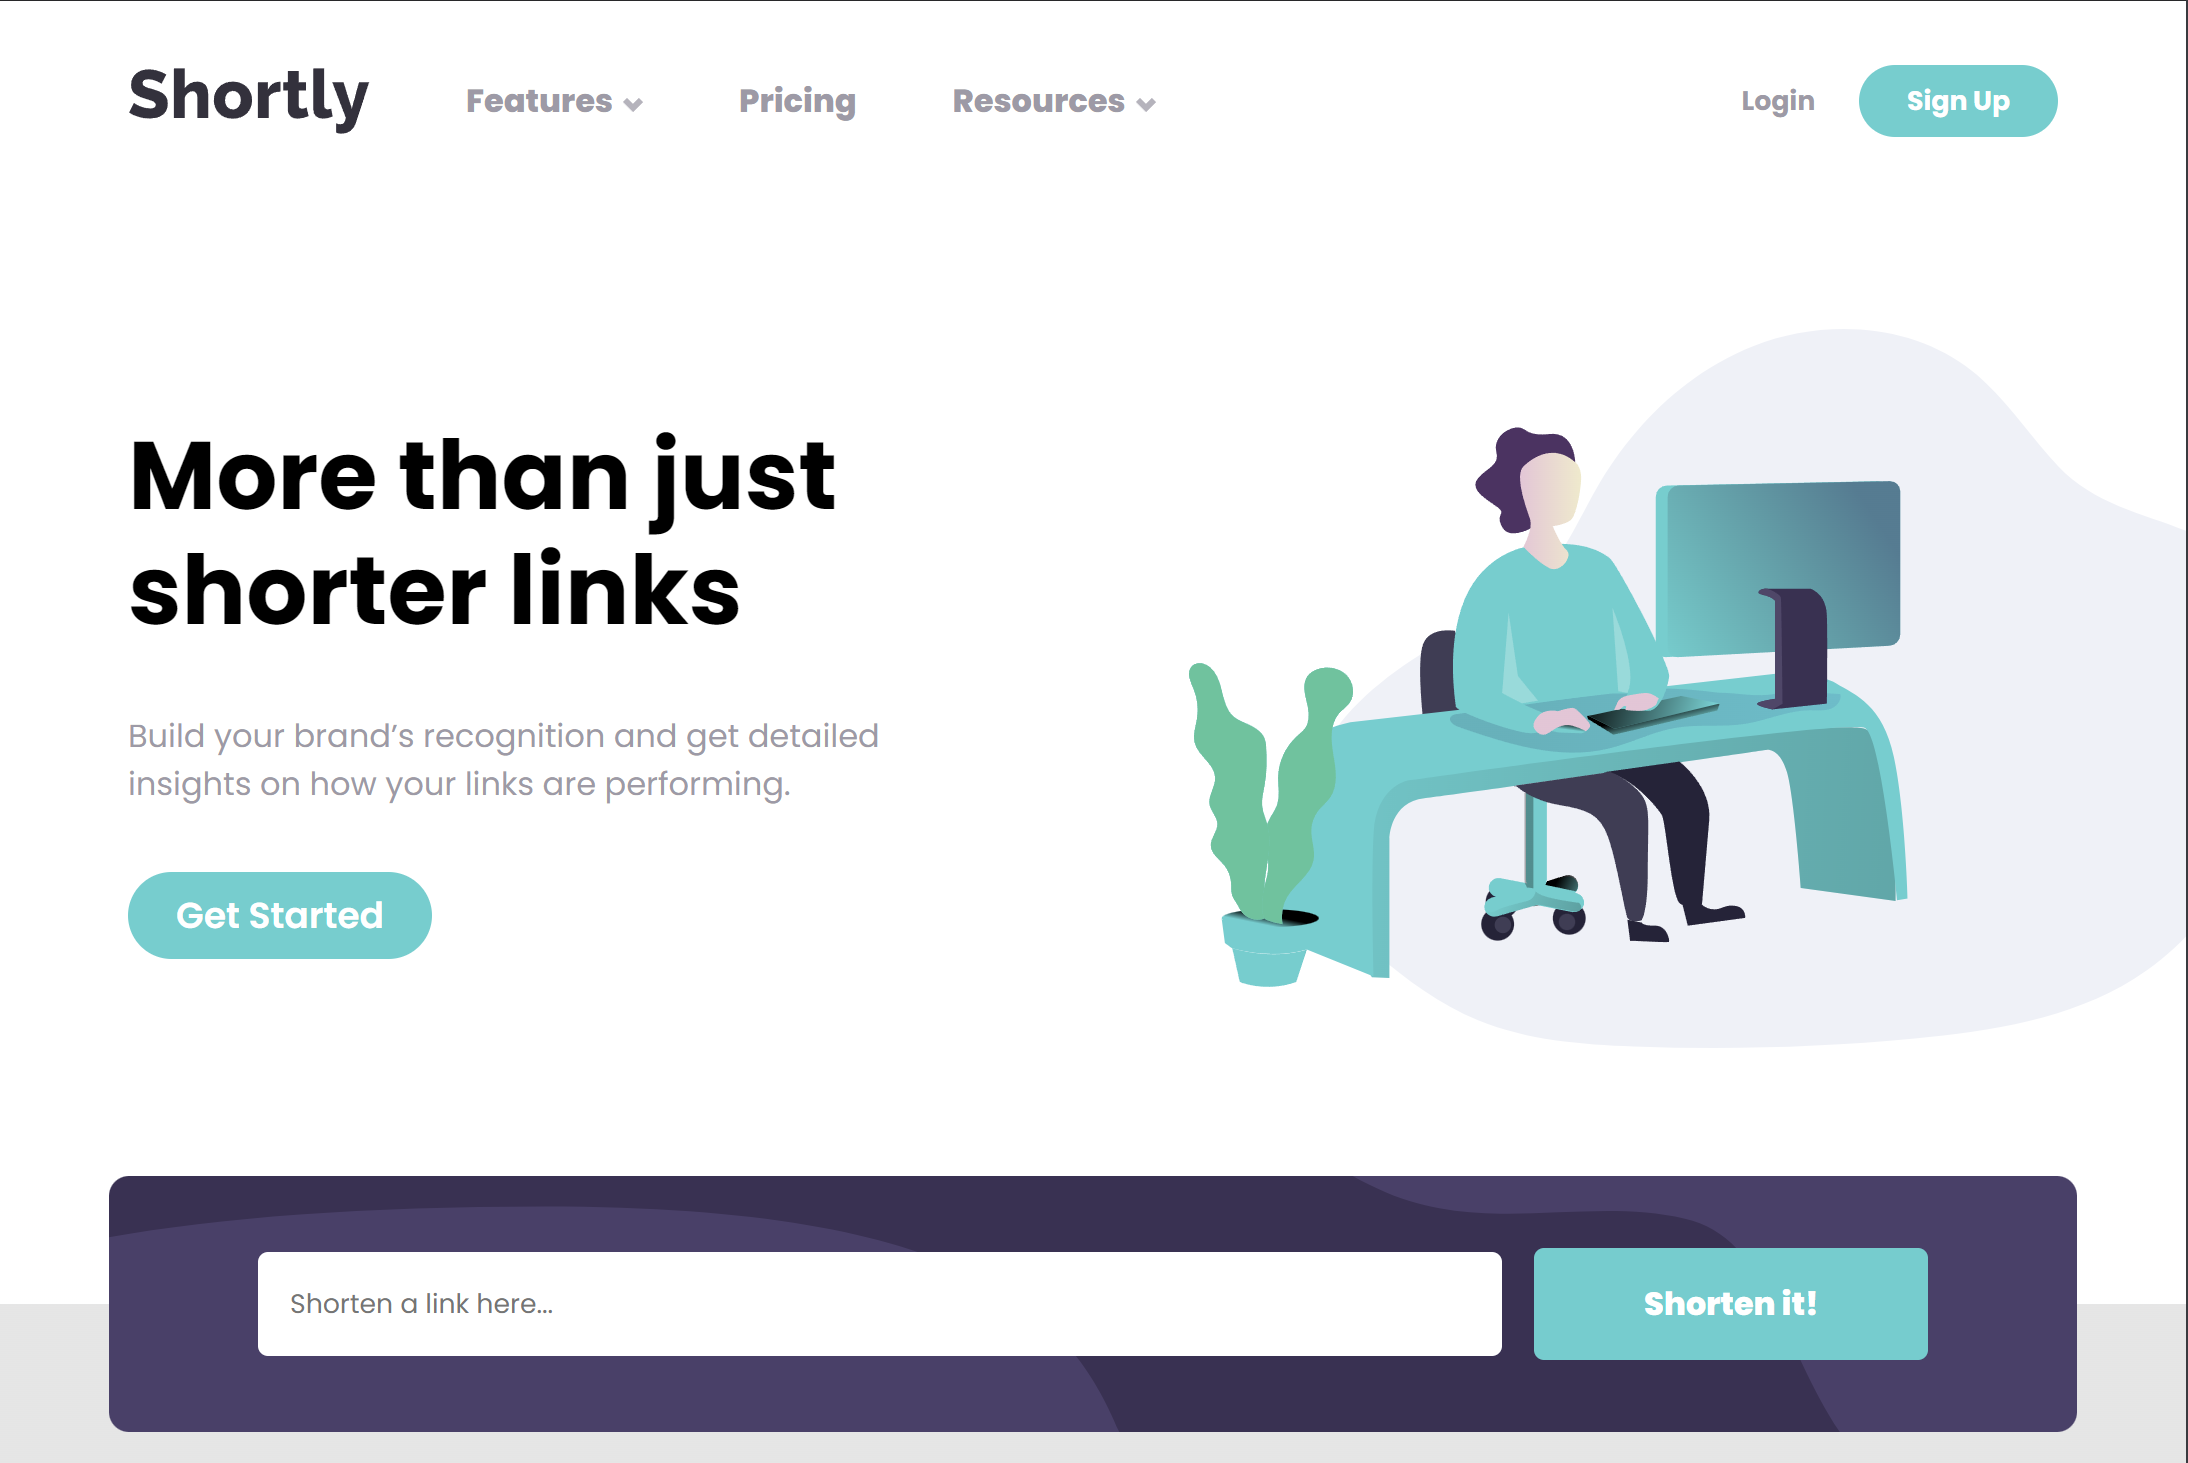 Shortly
Features
Pricing
Resources
Login
Sign Up
More than just
shorter links
Build your brand’s recognition and get detailed
insights on how your links are performing.
Get Started
Shorten a link here...
Shorten it!